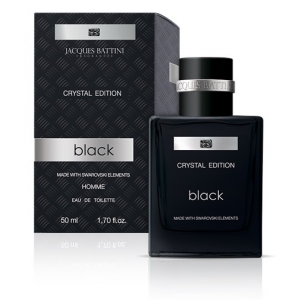 JACQUES BATTINI
fragrances
CRYSTAL EDITION
black
MADE WITH SWAROVSKI ELEMENTS
HOMME
EAU DE TOILETTE
50 ml 1,70 fl.oz.
CRYSTAL EDITION
black
MADE WITH SWAROVSKI ELEMENTS